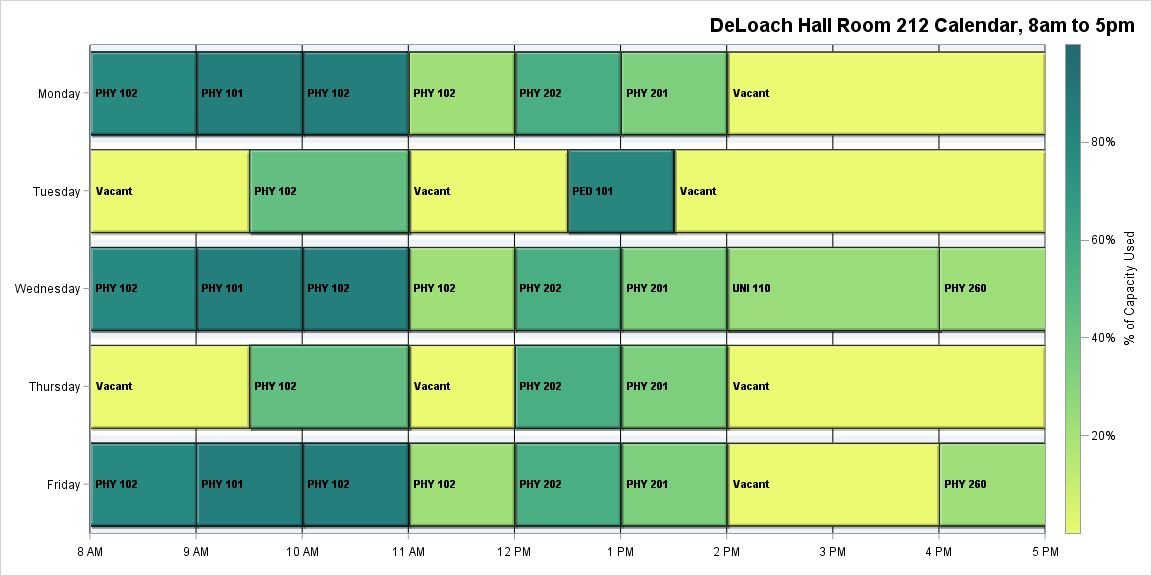 DeLoach Hall Room 212 Calendar, 8am to 5pm
Monday
PHY 102
PHY 101
PHY 102
PHY 102
PHY 202
PHY 201
Vacant
Tuesday
Vacant
PHY 102
Vacant
PED 101
Vacant
Wednesday
PHY 102
PHY 101
PHY 102
PHY 102
PHY 202
PHY 201
UNI 110
PHY 260
Thursday
Vacant
PHY 102
Vacant
PHY 202
PHY 201
Vacant
Friday
PHY 102
PHY 101
PHY 102
PHY 102
PHY 202
PHY 201
Vacant
PHY 260
8 AM
9 AM
10 AM
11 AM
12 PM
1 PM
2 PM
3 PM
4 PM
5 PM
80%
60%
40%
20%
% of Capacity Used